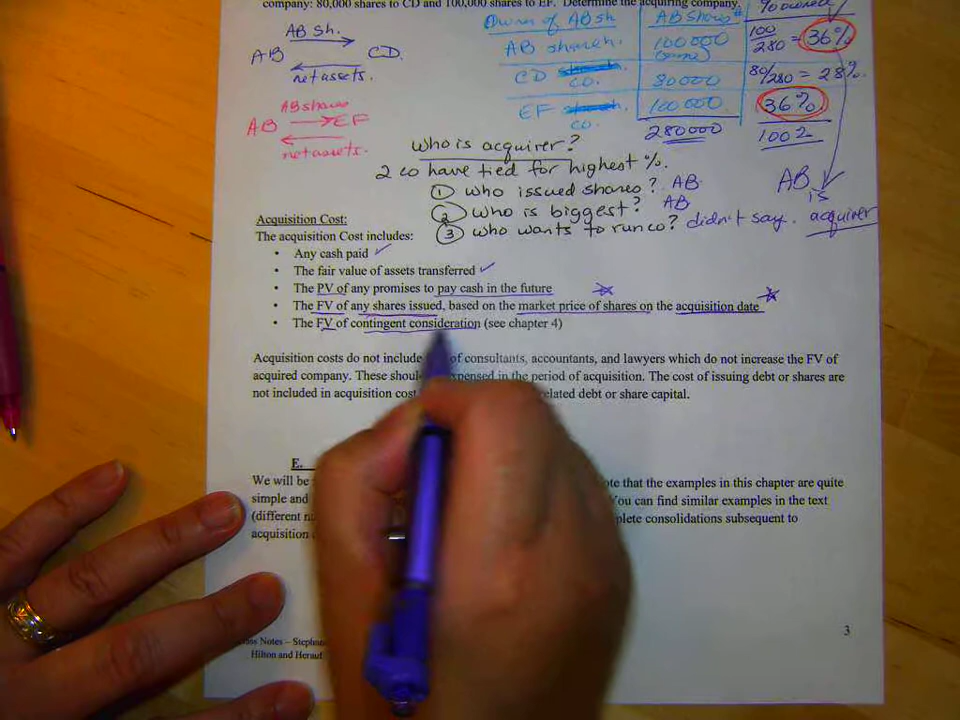 company: 80,000 shares to CD and 100,000 shares to EF. Determine the acquiring company.
AB sh.
AB CD.
net assets.
AB shares
AB EF
net assets.
Owner of AB sh AB Shares % owned
AB shareh. 100000 100/280 = 36%
CD co. 80000 80/280 = 28%.
EF co. 100000 36%
280000 100%
Who is acquirer?
2 co have tied for highest %.
① who issued shares? AB
② who is biggest? AB
③ who wants to run co? didn't say.
AB is acquirer
Acquisition Cost:
The acquisition Cost includes:
• Any cash paid ✓
• The fair value of assets transferred ✓
• The PV of any promises to pay cash in the future
• The FV of any shares issued, based on the market price of shares on the acquisition date
• The FV of contingent consideration (see chapter 4)
Acquisition costs do not include of consultants, accountants, and lawyers which do not increase the FV of
acquired company. These expensed in the period of acquisition. The cost of issuing debt or shares are
not included in acquisition related debt or share capital.
E.
We will be that the examples in this chapter are quite
simple and You can find similar examples in the text
(different consolidations subsequent to
acquisition
Notes –
Hilton and Herauf
3